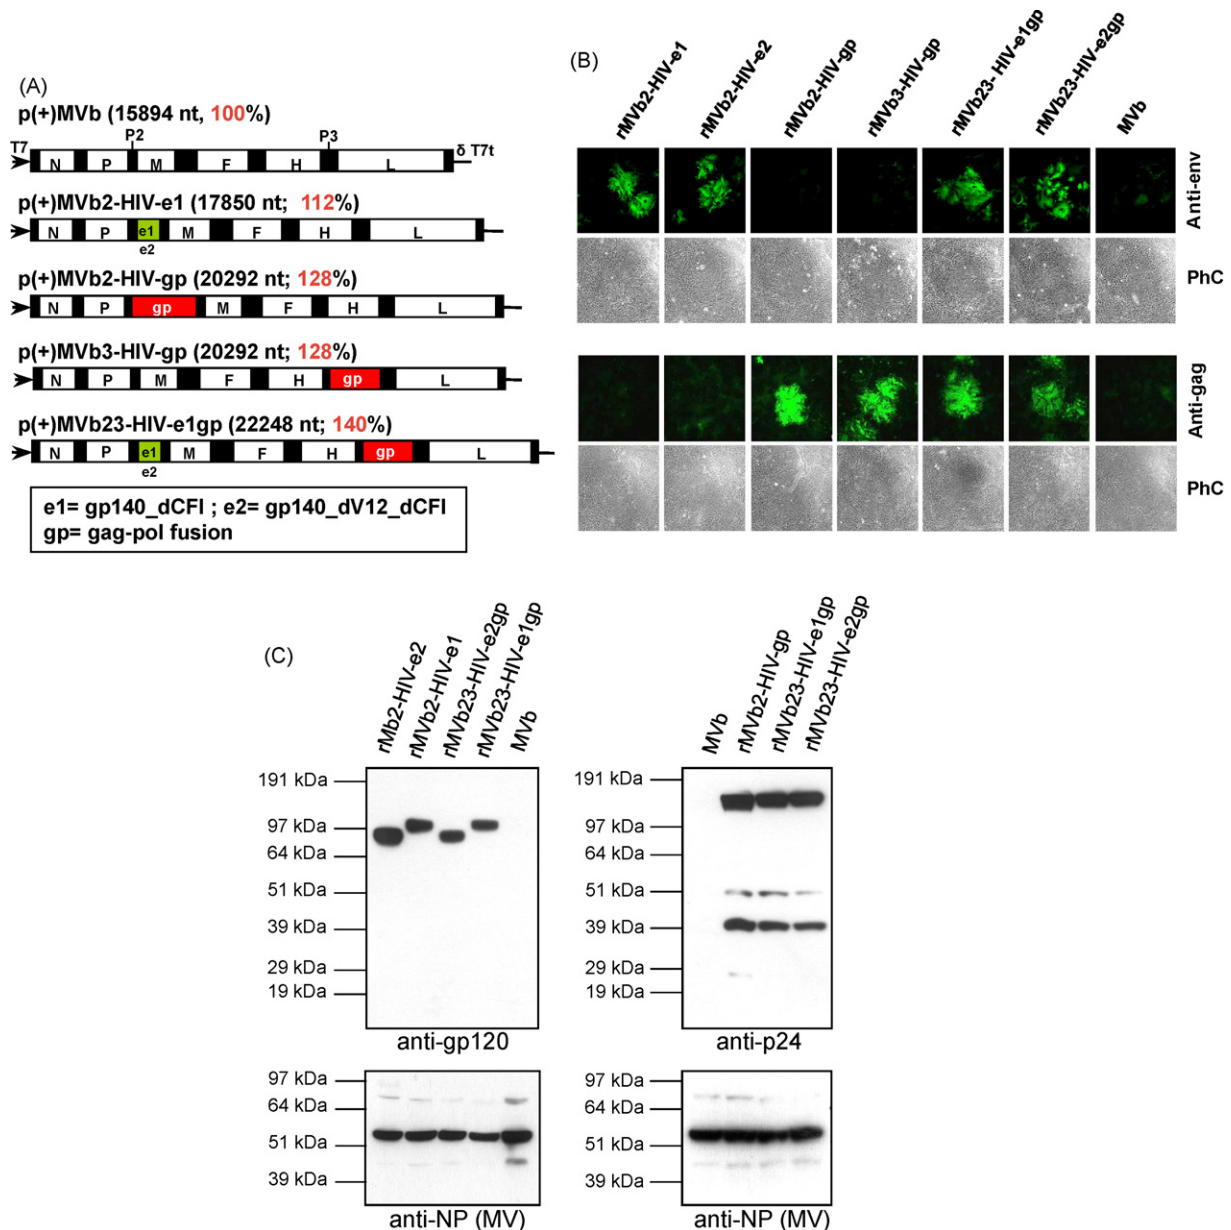 (A)
p(+)MVb (15894 nt, 100%)
P2 P3
T7 N P M F H L δ T7t
p(+)MVb2-HIV-e1 (17850 nt; 112%)
N P e1 M F H L
e2
p(+)MVb2-HIV-gp (20292 nt; 128%)
N P gp M F H L
p(+)MVb3-HIV-gp (20292 nt; 128%)
N P M F H gp L
p(+)MVb23-HIV-e1gp (22248 nt; 140%)
N P e1 M F H gp L
e2
e1= gp140_dCFI ; e2= gp140_dV12_dCFI
gp= gag-pol fusion
(B)
rMVb2-HIV-e1
rMVb2-HIV-e2
rMVb2-HIV-gp
rMVb3-HIV-gp
rMVb23- HIV-e1gp
rMVb23-HIV-e2gp
MVb
Anti-env
PhC
Anti-gag
PhC
(C)
rMb2-HIV-e2
rMVb2-HIV-e1
rMVb23-HIV-e2gp
rMVb23-HIV-e1gp
MVb
191 kDa
97 kDa
64 kDa
51 kDa
39 kDa
29 kDa
19 kDa
anti-gp120
97 kDa
64 kDa
51 kDa
39 kDa
anti-NP (MV)
MVb
rMVb2-HIV-gp
rMVb23-HIV-e1gp
rMVb23-HIV-e2gp
191 kDa
97 kDa
64 kDa
51 kDa
39 kDa
29 kDa
19 kDa
anti-p24
97 kDa
64 kDa
51 kDa
39 kDa
anti-NP (MV)